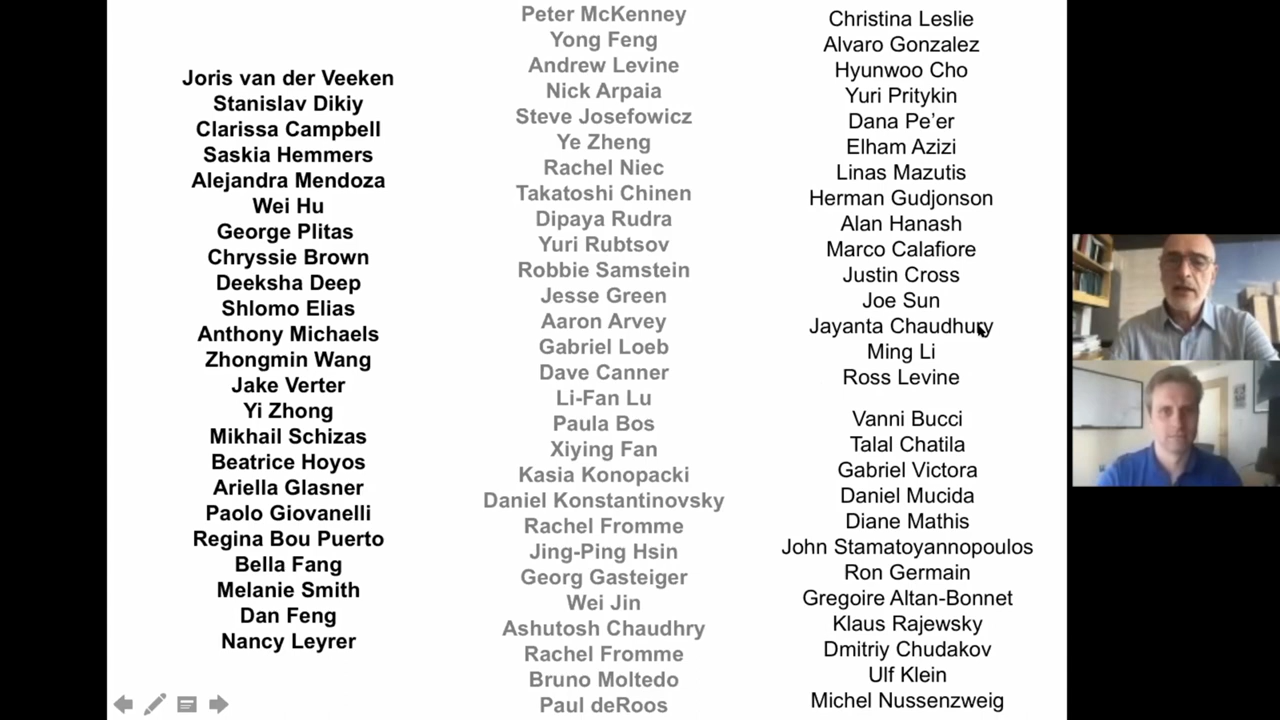 Joris van der Veeken
Stanislav Dikiy
Clarissa Campbell
Saskia Hemmers
Alejandra Mendoza
Wei Hu
George Plitas
Chryssie Brown
Deeksha Deep
Shlomo Elias
Anthony Michaels
Zhongmin Wang
Jake Verter
Yi Zhong
Mikhail Schizas
Beatrice Hoyos
Ariella Glasner
Paolo Giovanelli
Regina Bou Puerto
Bella Fang
Melanie Smith
Dan Feng
Nancy Leyrer
Peter McKenney
Yong Feng
Andrew Levine
Nick Arpaia
Steve Josefowicz
Ye Zheng
Rachel Niec
Takatoshi Chinen
Dipaya Rudra
Yuri Rubtsov
Robbie Samstein
Jesse Green
Aaron Arvey
Gabriel Loeb
Dave Canner
Li-Fan Lu
Paula Bos
Xiying Fan
Kasia Konopacki
Daniel Konstantinovsky
Rachel Fromme
Jing-Ping Hsin
Georg Gasteiger
Wei Jin
Ashutosh Chaudhry
Rachel Fromme
Bruno Moltedo
Paul deRoos
Christina Leslie
Alvaro Gonzalez
Hyunwoo Cho
Yuri Pritykin
Dana Pe’er
Elham Azizi
Linas Mazutis
Herman Gudjonson
Alan Hanash
Marco Calafiore
Justin Cross
Joe Sun
Jayanta Chaudhury
Ming Li
Ross Levine
Vanni Bucci
Talal Chatila
Gabriel Victora
Daniel Mucida
Diane Mathis
John Stamatoyannopoulos
Ron Germain
Gregoire Altan-Bonnet
Klaus Rajewsky
Dmitriy Chudakov
Ulf Klein
Michel Nussenzweig